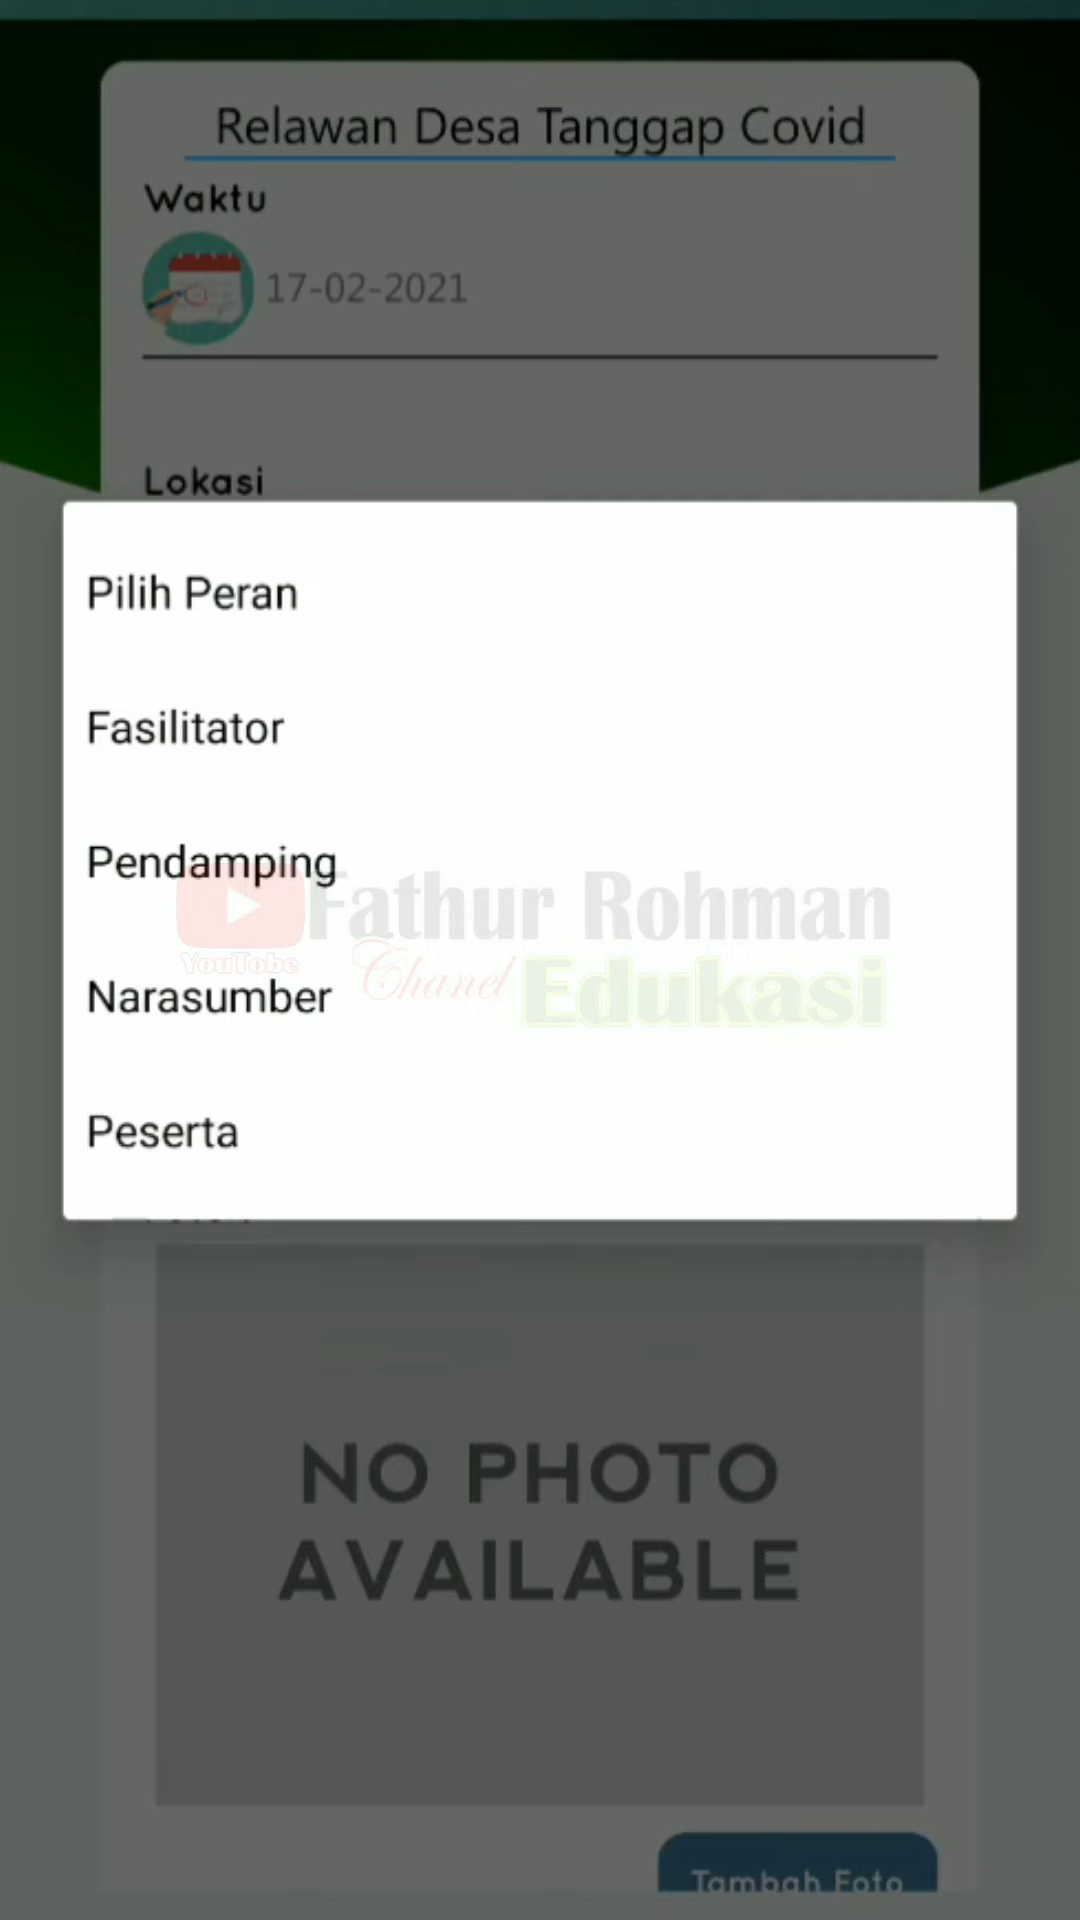 Relawan Desa Tanggap Covid
Waktu
17-02-2021
Lokasi
Pilih Peran
Fasilitator
Pendamping
Fathur Rohman
YouTobe
Chanel Edukasi
Narasumber
Peserta
NO PHOTO
AVAILABLE
Tambah Foto